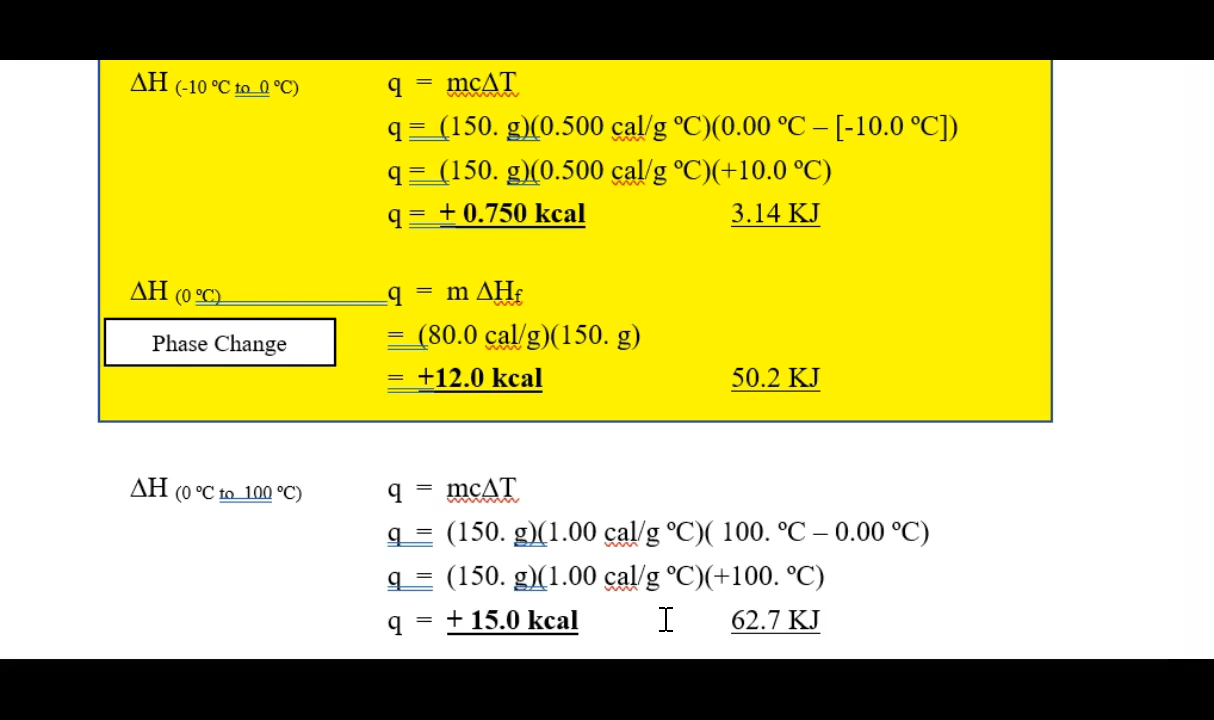 ΔH (-10 ºC to 0 ºC) q = mcΔT
q = (150. g)(0.500 cal/g ºC)(0.00 ºC – [-10.0 ºC])
q = (150. g)(0.500 cal/g ºC)(+10.0 ºC)
q = + 0.750 kcal 3.14 KJ
ΔH (0 ºC) q = m ΔHf
Phase Change = (80.0 cal/g)(150. g)
= +12.0 kcal 50.2 KJ
ΔH (0 ºC to 100 ºC) q = mcΔT
q = (150. g)(1.00 cal/g ºC)( 100. ºC – 0.00 ºC)
q = (150. g)(1.00 cal/g ºC)(+100. ºC)
q = + 15.0 kcal 62.7 KJ